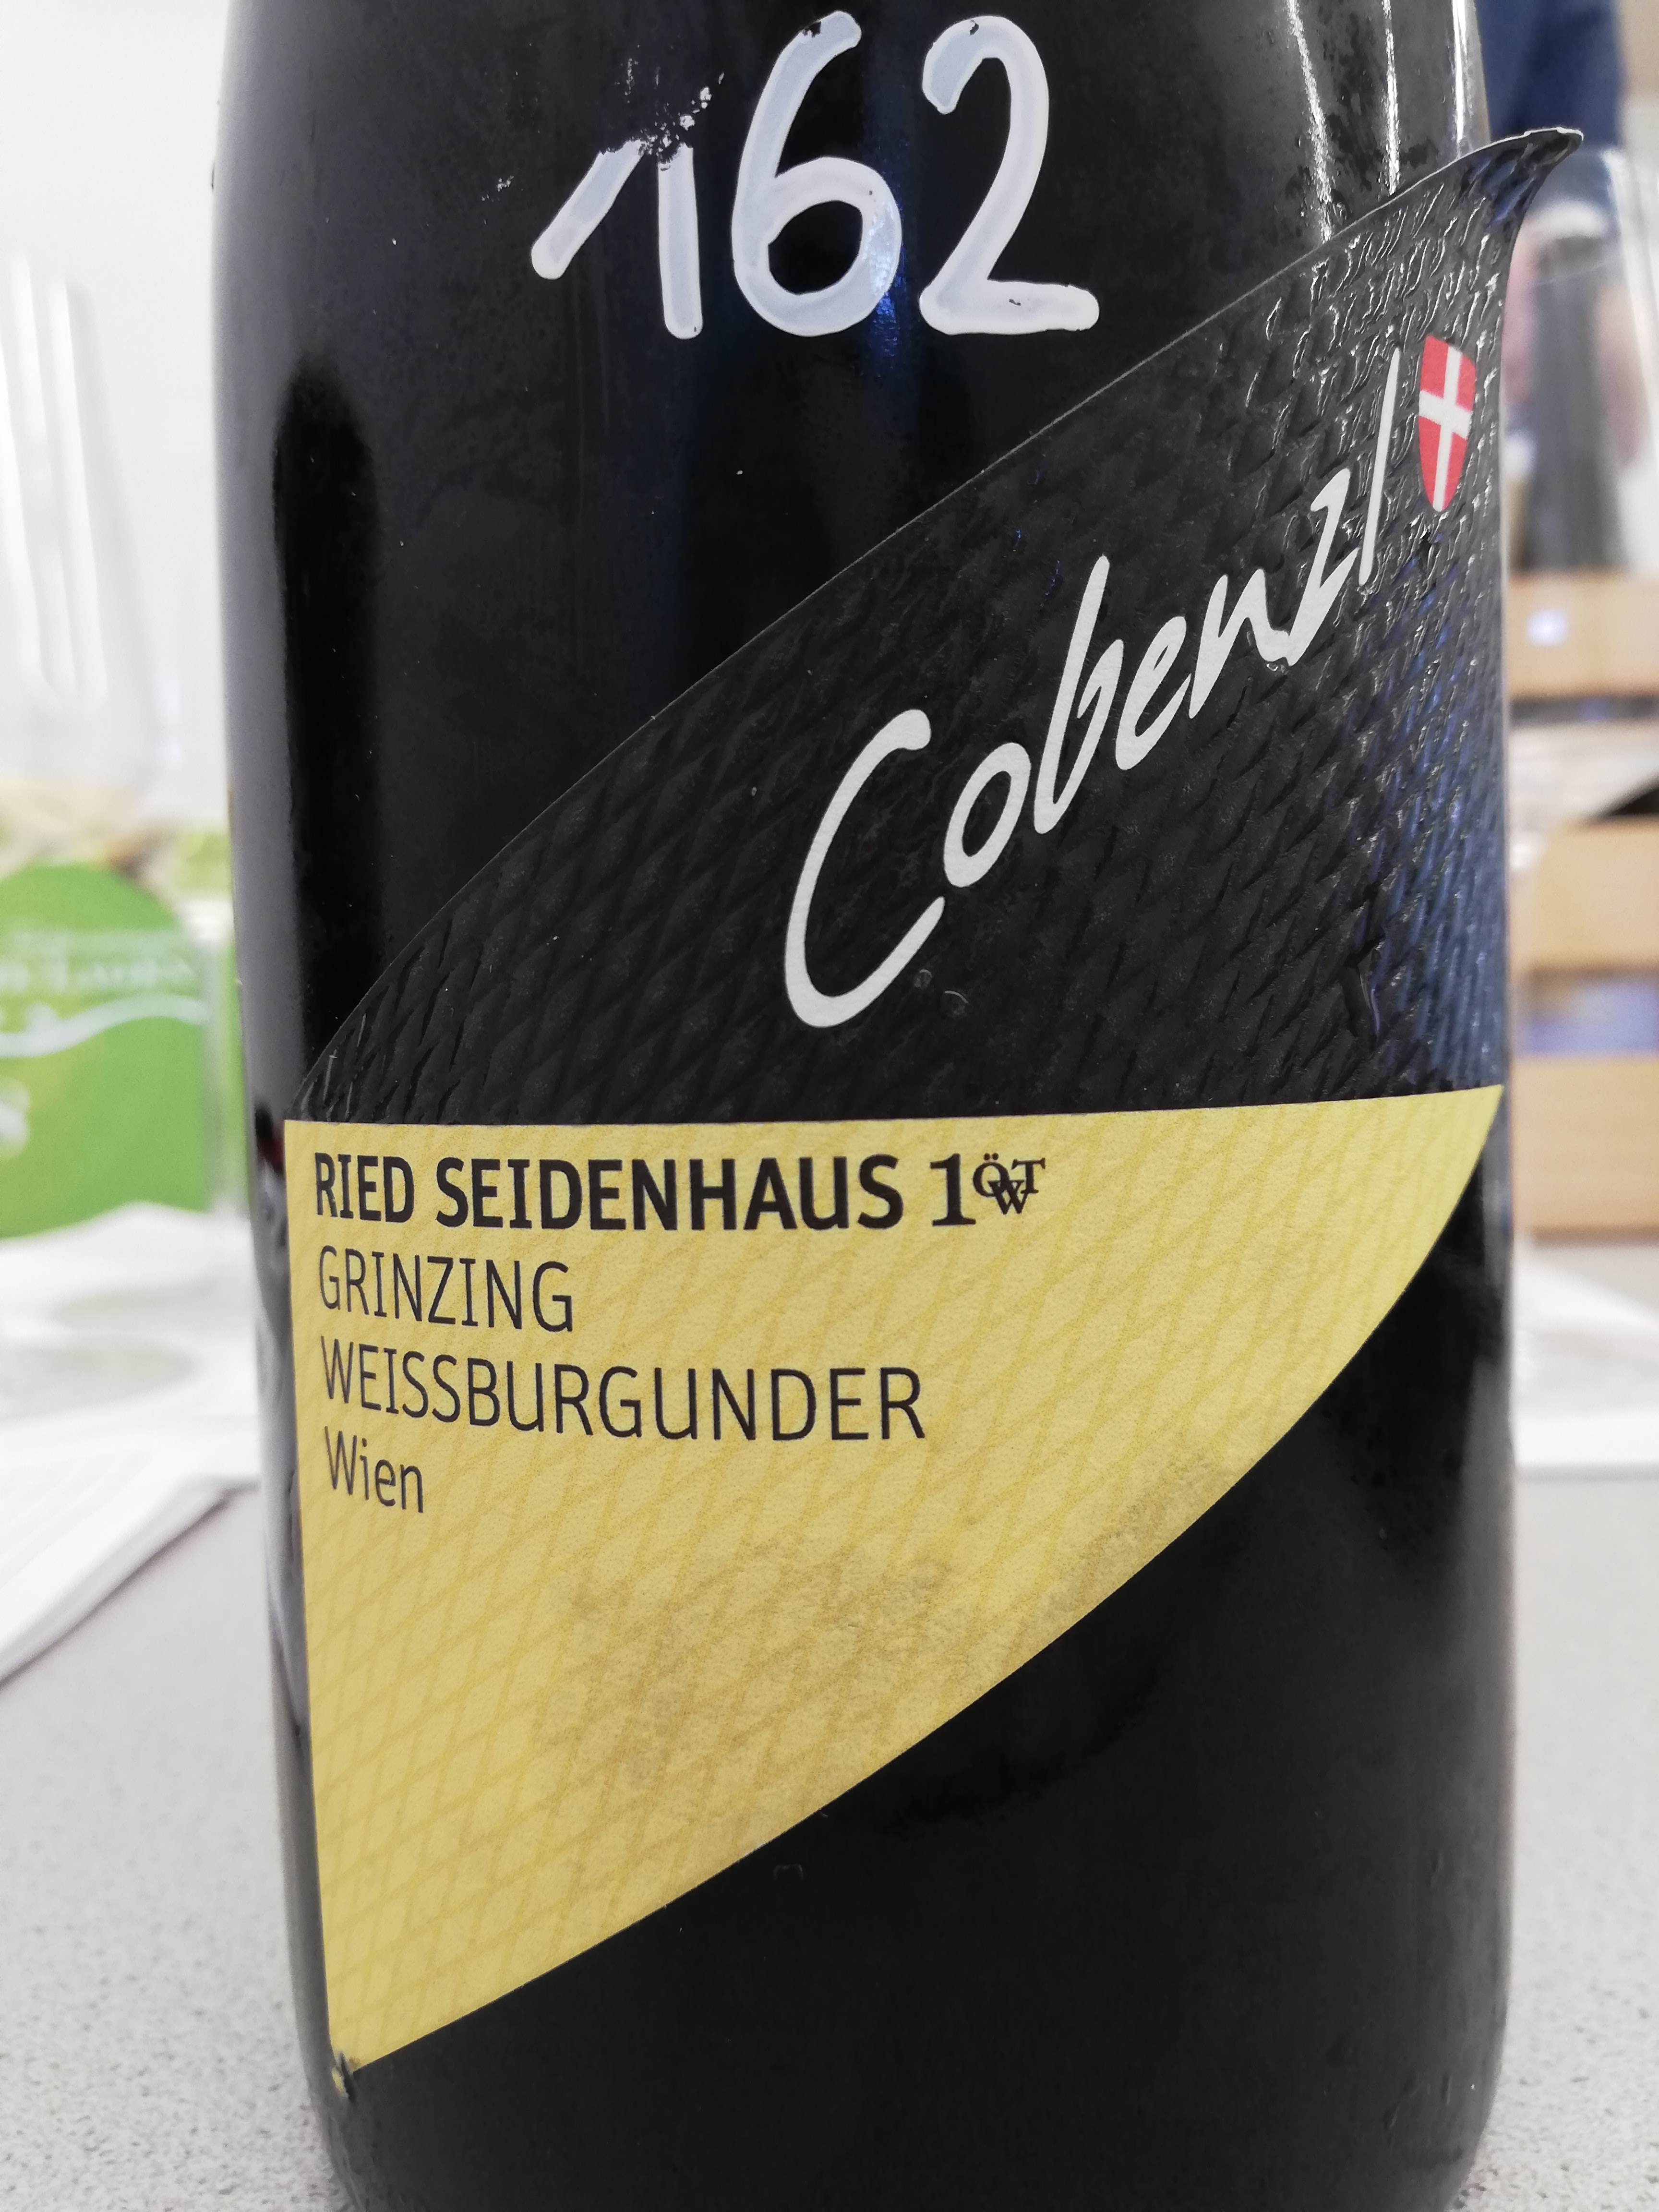 162
Cobenzl
RIED SEIDENHAUS 1ÖTW
GRINZING
WEISSBURGUNDER
Wien